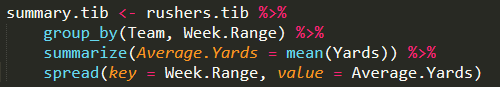 summary.tib <- rushers.tib %>%
    group_by(Team, Week.Range) %>%
    summarize(Average.Yards = mean(Yards)) %>%
    spread(key = Week.Range, value = Average.Yards)